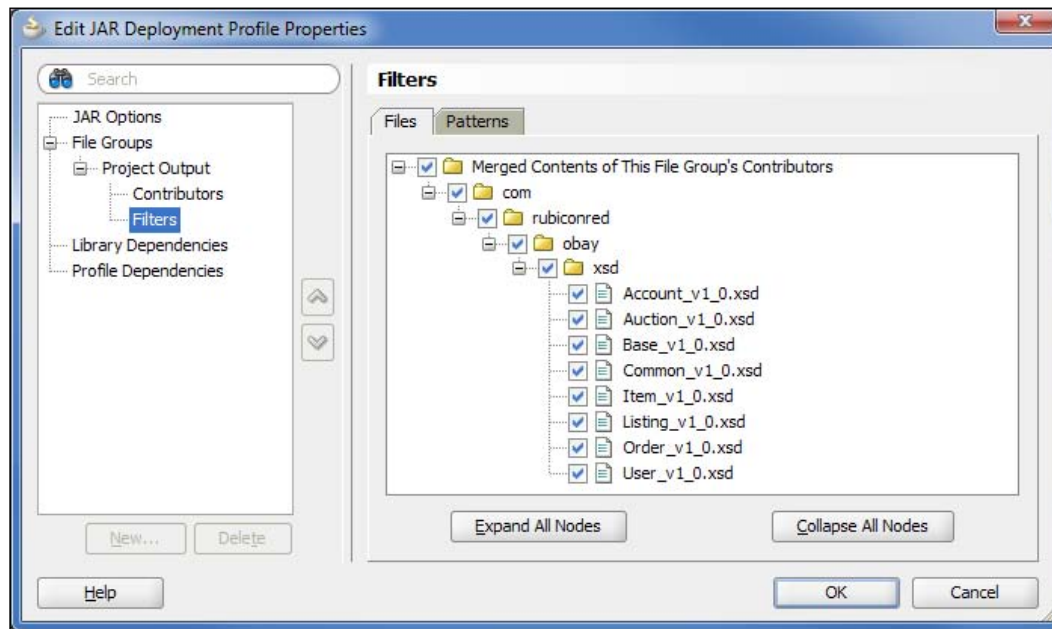 Edit JAR Deployment Profile Properties
Search
JAR Options
File Groups
Project Output
Contributors
Filters
Library Dependencies
Profile Dependencies
New...
Delete
Filters
Files
Patterns
Merged Contents of This File Group's Contributors
com
rubiconred
obay
xsd
Account_v1_0.xsd
Auction_v1_0.xsd
Base_v1_0.xsd
Common_v1_0.xsd
Item_v1_0.xsd
Listing_v1_0.xsd
Order_v1_0.xsd
User_v1_0.xsd
Expand All Nodes
Collapse All Nodes
Help
OK
Cancel